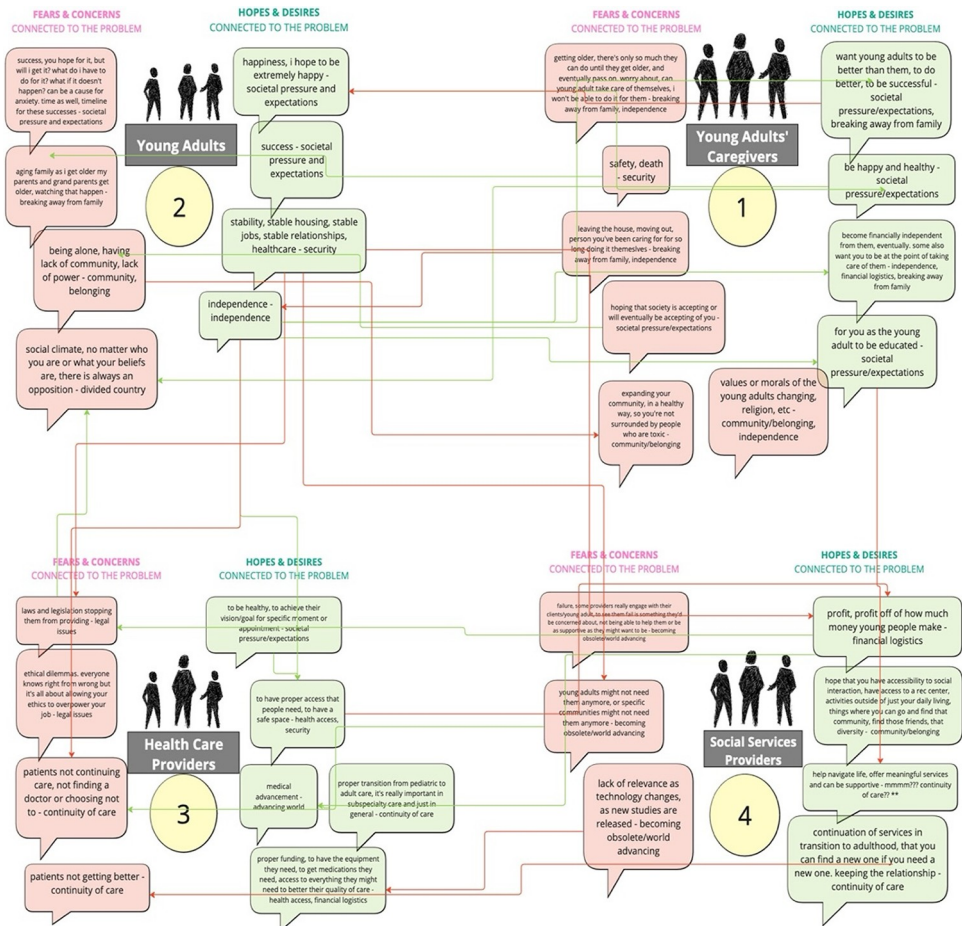 FEARS & CONCERNS
CONNECTED TO THE PROBLEM
HOPES & DESIRES
CONNECTED TO THE PROBLEM
success, you hope for it, but
will i get it? what do i have to
do for it? what if it doesn't
happen? can be a cause for
anxiety. time as well, timeline
for these successes - societal
pressure and expectations
aging family as i get older my
parents and grand parents get
older, watching that happen -
breaking away from family
being alone, having
lack of community, lack
of power - community,
belonging
social climate, no matter who
you are or what your beliefs
are, there is always an
opposition - divided country
Young Adults
2
happiness, i hope to be
extremely happy -
societal pressure and
expectations
success - societal
pressure and
expectations
stability, stable housing, stable
jobs, stable relationships,
healthcare - security
independence -
independence
FEARS & CONCERNS
CONNECTED TO THE PROBLEM
HOPES & DESIRES
CONNECTED TO THE PROBLEM
getting older, there's only so much they
can do until they get older, and
eventually pass on. worry about, can
young adult take care of themselves, i
won't be able to do it for them - breaking
away from family, independence
safety, death
- security
leaving the house, moving out,
person you've been caring for for so
long doing it themselves - breaking
away from family, independence
hoping that society is accepting or
will eventually be accepting of you -
societal pressure/expectations
expanding your
community, in a healthy
way, so you're not
surrounded by people
who are toxic -
community/belonging
values or morals of the
young adults changing,
religion, etc -
community/belonging,
independence
Young Adults'
Caregivers
1
want young adults to be
better than them, to do
better, to be successful -
societal
pressure/expectations,
breaking away from family
be happy and healthy -
societal
pressure/expectations
become financially independent
from them, eventually. some also
want you to be at the point of taking
care of them - independence,
financial logistics, breaking away
from family
for you as the young
adult to be educated -
societal
pressure/expectations
FEARS & CONCERNS
CONNECTED TO THE PROBLEM
HOPES & DESIRES
CONNECTED TO THE PROBLEM
laws and legislation stopping
them from providing - legal
issues
ethical dilemmas. everyone
knows right from wrong but
it's all about allowing your
ethics to overpower your
job - legal issues
patients not continuing
care, not finding a
doctor or choosing not
to - continuity of care
patients not getting better -
continuity of care
Health Care
Providers
3
to be healthy, to achieve their
vision/goal for specific moment or
appointment - societal
pressure/expectations
to have proper access that
people need, to have a
safe space - health access,
security
medical
advancement -
advancing world
proper transition from pediatric to
adult care, it's really important in
subspecialty care and just in
general - continuity of care
proper funding, to have the equipment
they need, to get medications they
need, access to everything they might
need to better their quality of care -
health access, financial logistics
FEARS & CONCERNS
CONNECTED TO THE PROBLEM
HOPES & DESIRES
CONNECTED TO THE PROBLEM
failure, some providers really engage with their
clients/young adult, to see them fail is something they'd
be concerned about, not being able to help them or be
as supportive as they might want to be - becoming
obsolete/world advancing
young adults might not need
them anymore, or specific
communities might not need
them anymore - becoming
obsolete/world advancing
lack of relevance as
technology changes,
as new studies are
released - becoming
obsolete/world
advancing
Social Services
Providers
4
profit, profit off of how much
money young people make -
financial logistics
hope that you have accessibility to social
interaction, have access to a rec center,
activities outside of just your daily living,
things where you can go and find that
community, find those friends, that
diversity - community/belonging
help navigate life, offer meaningful services
and can be supportive - mmmm??? continuity
of care?? **
continuation of services in
transition to adulthood, that you
can find a new one if you need a
new one. keeping the relationship -
continuity of care